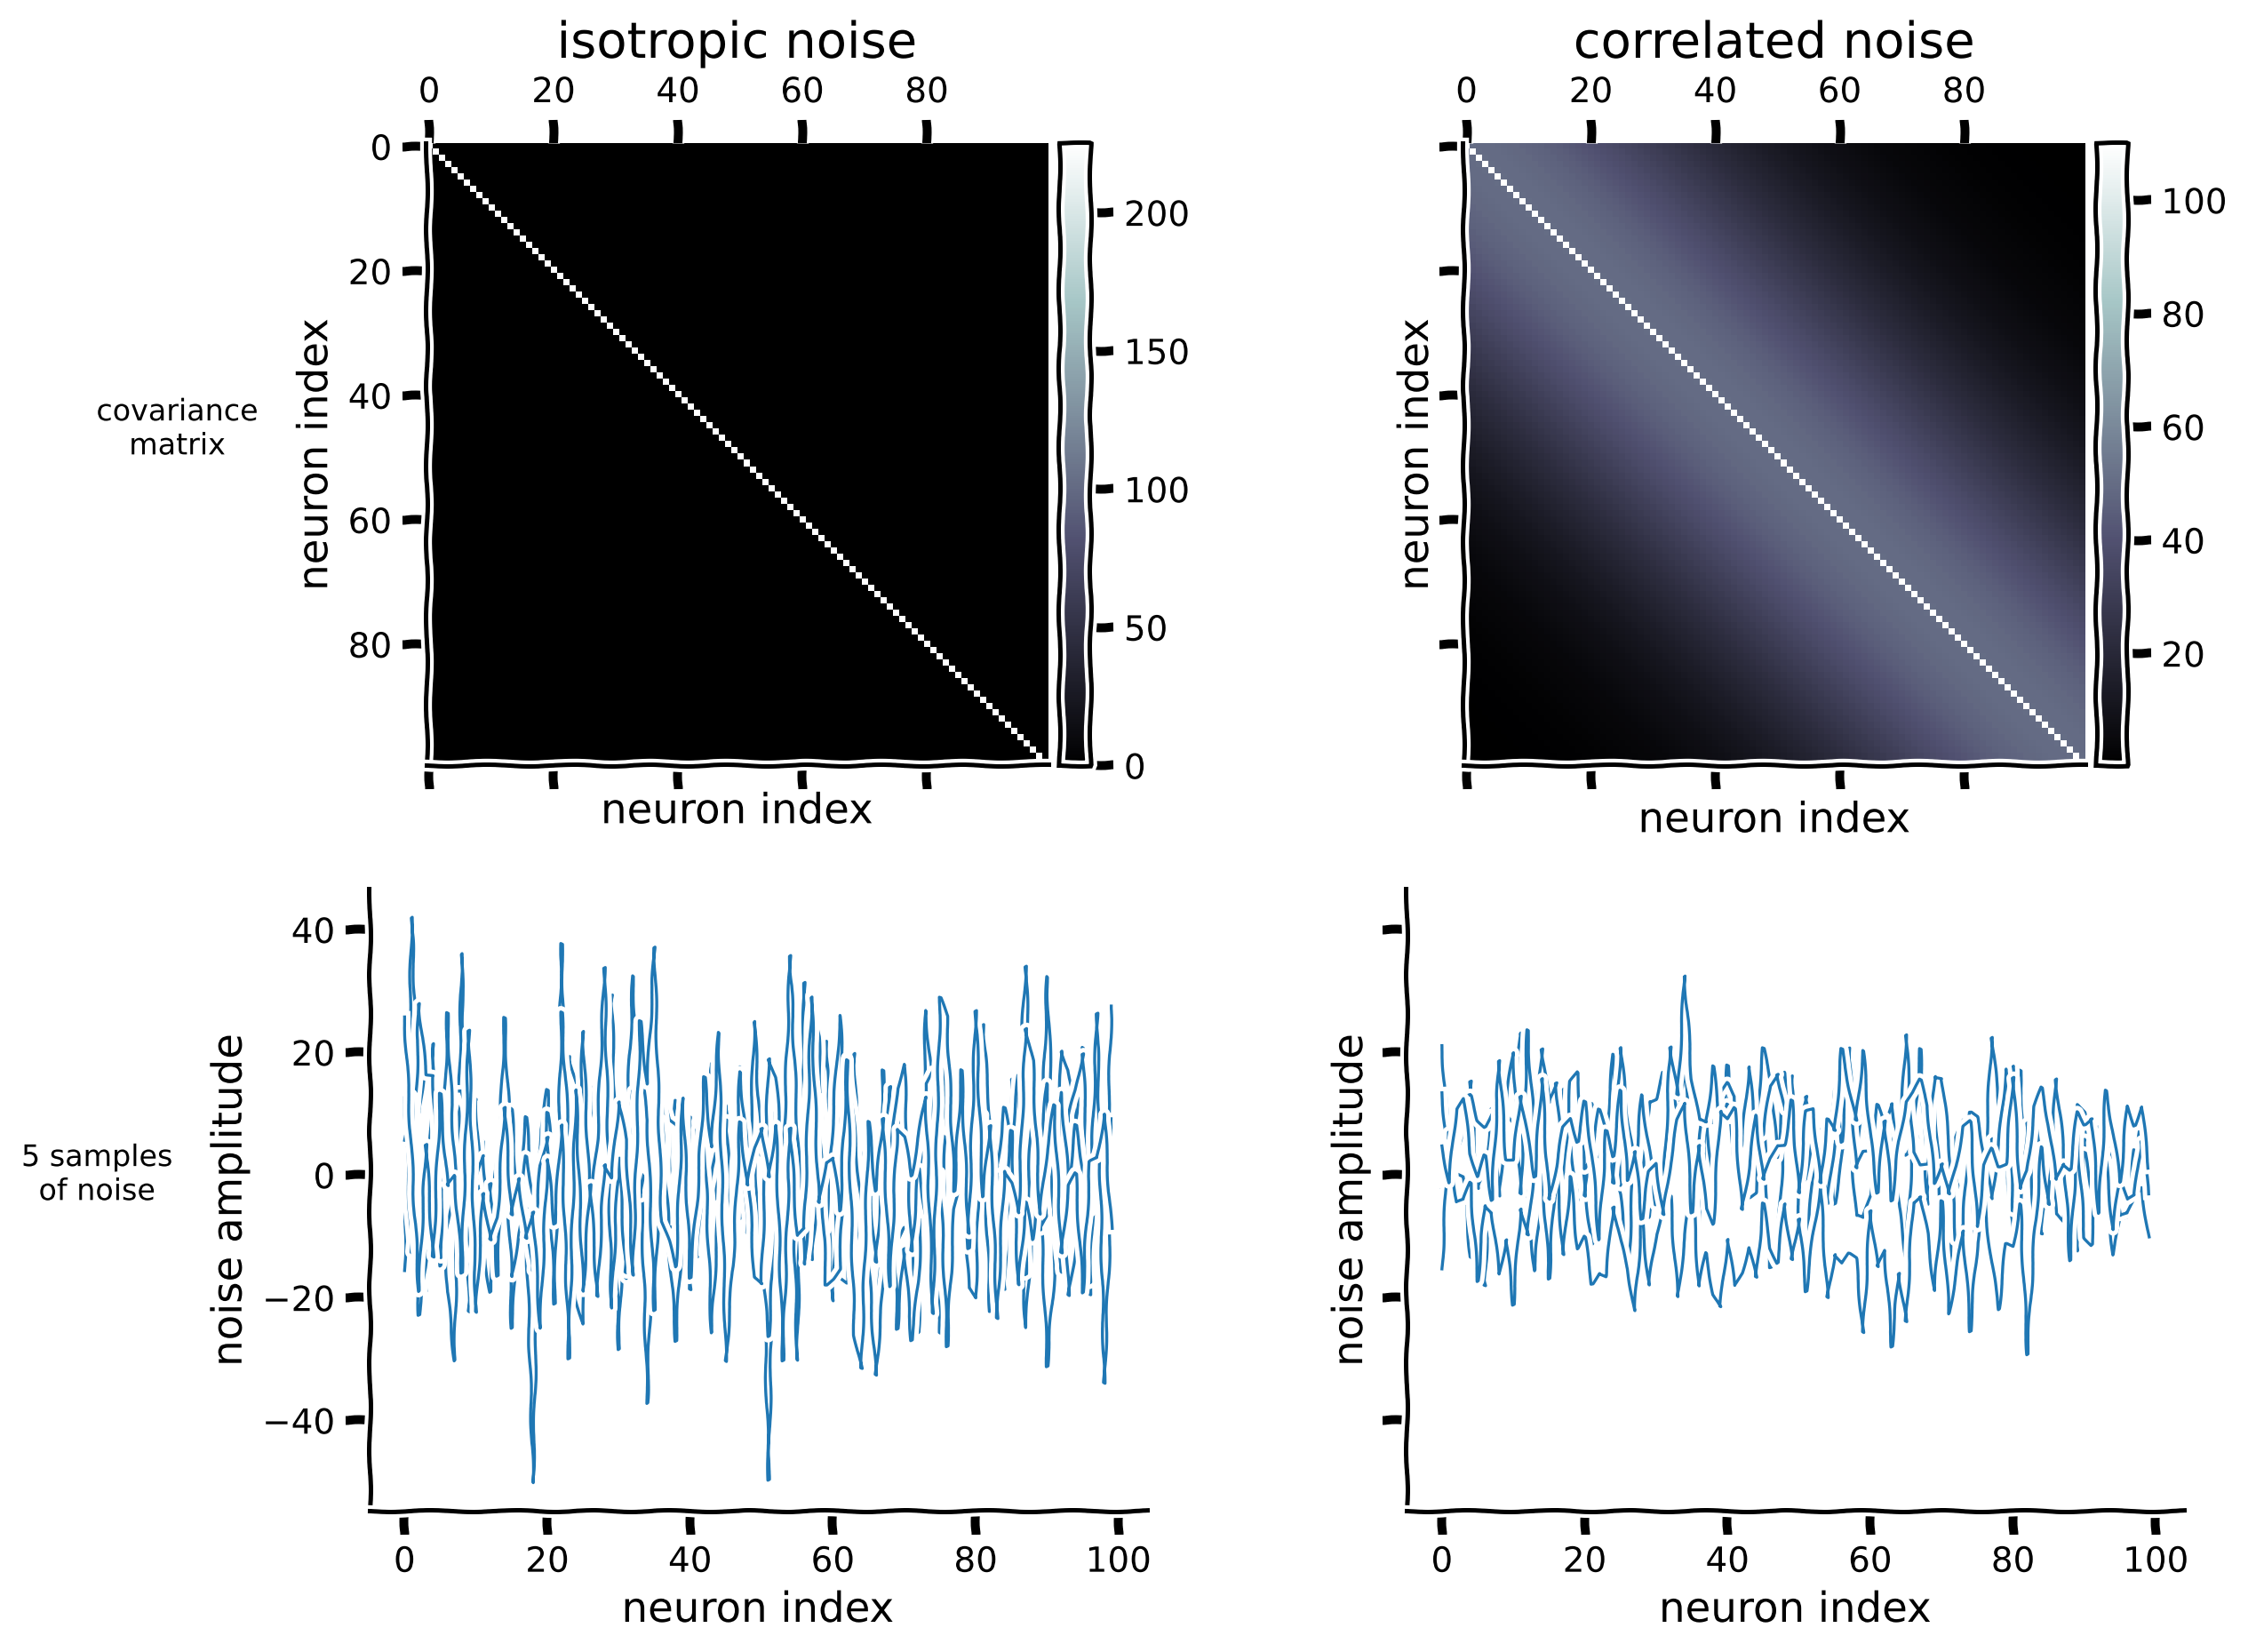 isotropic noise
0 20 40 60 80
0
20
40
60
80
neuron index
covariance
matrix
neuron index
200
150
100
50
0
correlated noise
0 20 40 60 80
neuron index
neuron index
100
80
60
40
20
5 samples
of noise
noise amplitude
40
20
0
−20
−40
0 20 40 60 80 100
neuron index
noise amplitude
0 20 40 60 80 100
neuron index